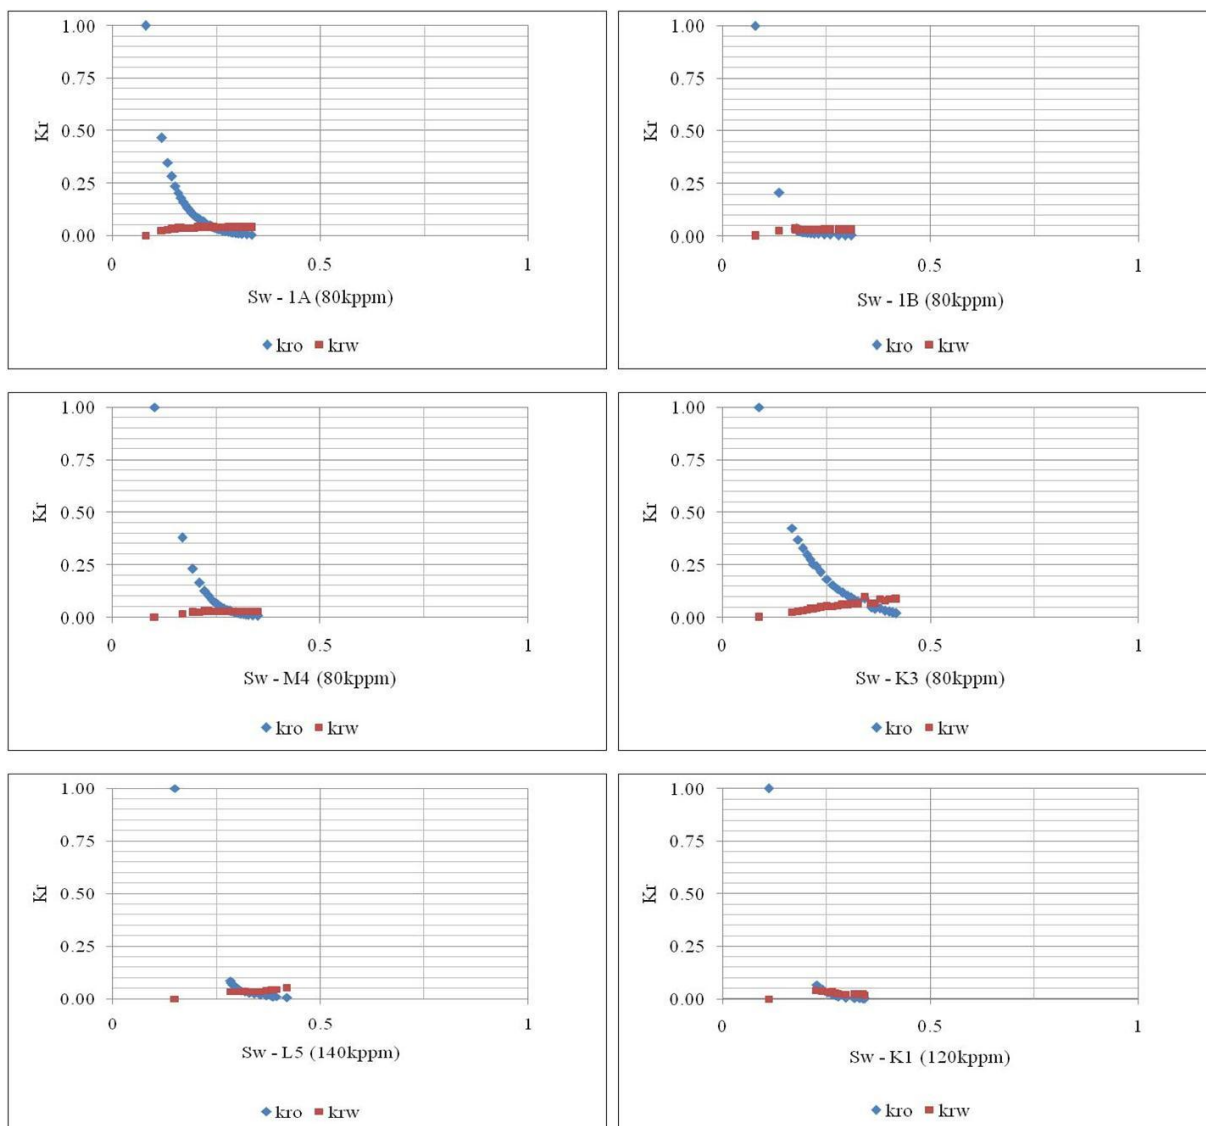 1.00
0.75
0.50
0.25
0.00
Kr
0 0.5 1
Sw - 1A (80kppm)
kro krw
1.00
0.75
0.50
0.25
0.00
Kr
0 0.5 1
Sw - 1B (80kppm)
kro krw
1.00
0.75
0.50
0.25
0.00
Kr
0 0.5 1
Sw - M4 (80kppm)
kro krw
1.00
0.75
0.50
0.25
0.00
Kr
0 0.5 1
Sw - K3 (80kppm)
kro krw
1.00
0.75
0.50
0.25
0.00
Kr
0 0.5 1
Sw - L5 (140kppm)
kro krw
1.00
0.75
0.50
0.25
0.00
Kr
0 0.5 1
Sw - K1 (120kppm)
kro krw